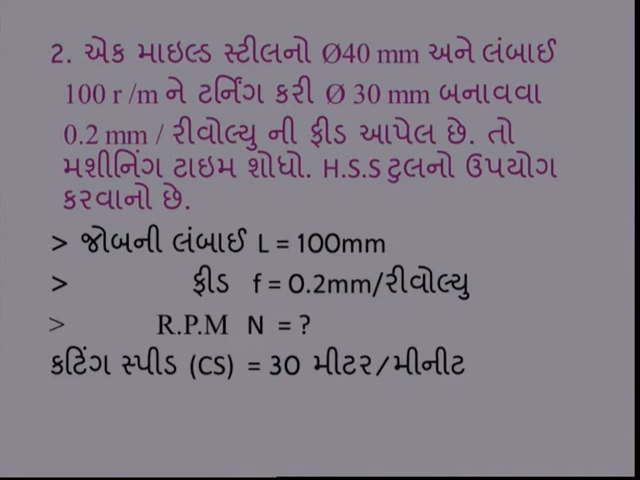 2. એક માઇલ્ડ સ્ટીલનો Ø40 mm અને લંબાઈ
100 r /m ને ટર્નિંગ કરી Ø 30 mm બનાવવા
0.2 mm / રીવોલ્યુ ની ફીડ આપેલ છે. તો
મશીનિંગ ટાઇમ શોધો. H.S.S ટુલનો ઉપયોગ
કરવાનો છે.
> જોબની લંબાઈ L = 100mm
> ફીડ f = 0.2mm/રીવોલ્યુ
> R.P.M N = ?
કટિંગ સ્પીડ (CS) = 30 મીટર/મીનીટ